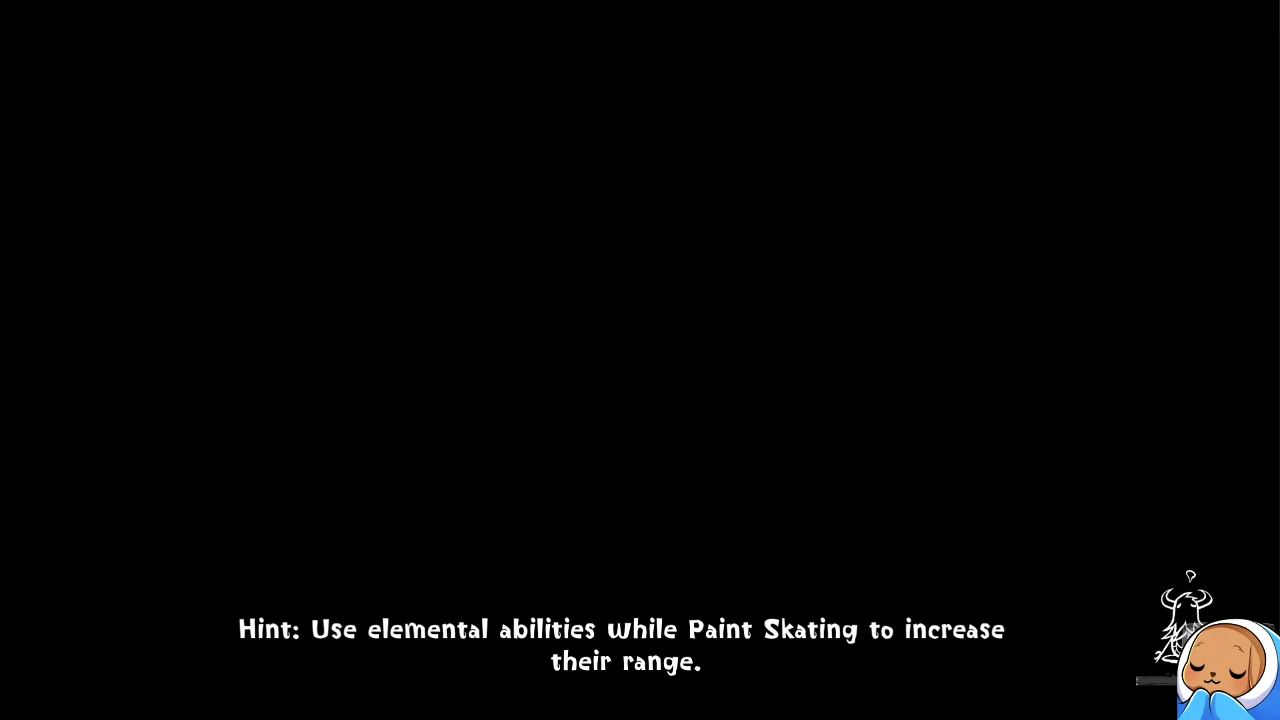 Hint: Use elemental abilities while Paint Skating to increase
their range.